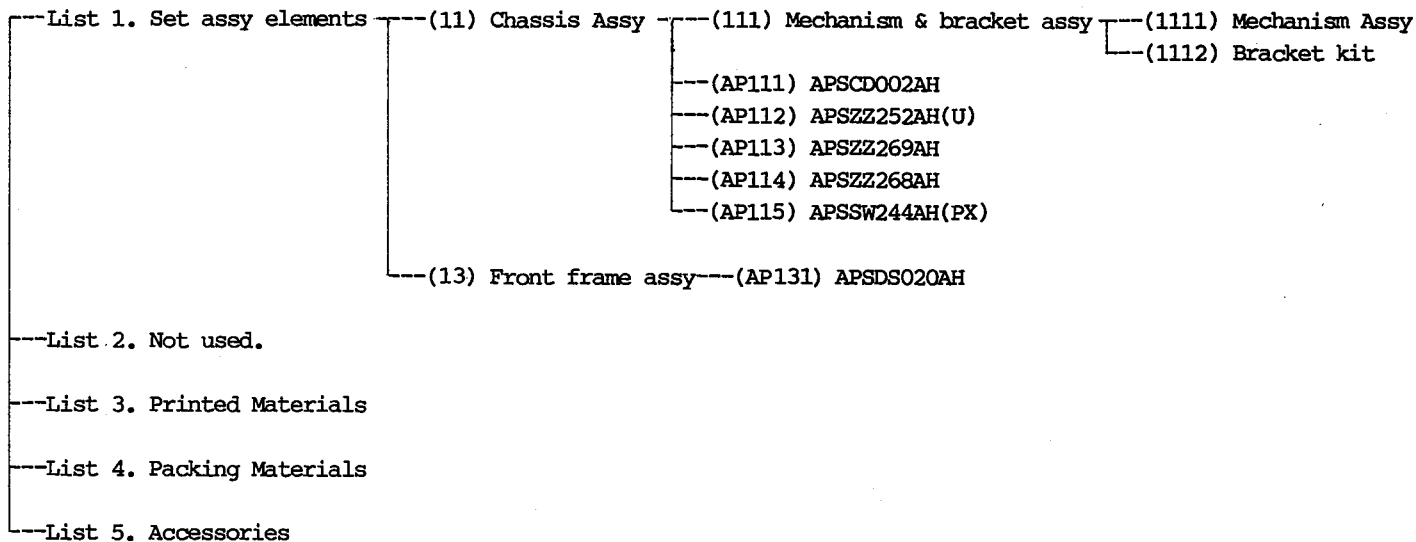 List 1. Set assy elements (11) Chassis Assy (111) Mechanism & bracket assy (1111) Mechanism Assy
(1112) Bracket kit
(AP111) APSCD002AH
(AP112) APSZZ252AH(U)
(AP113) APSZZ269AH
(AP114) APSZZ268AH
(AP115) APSSW244AH(PX)
(13) Front frame assy---(AP131) APSDS020AH
List 2. Not used.
List 3. Printed Materials
List 4. Packing Materials
List 5. Accessories